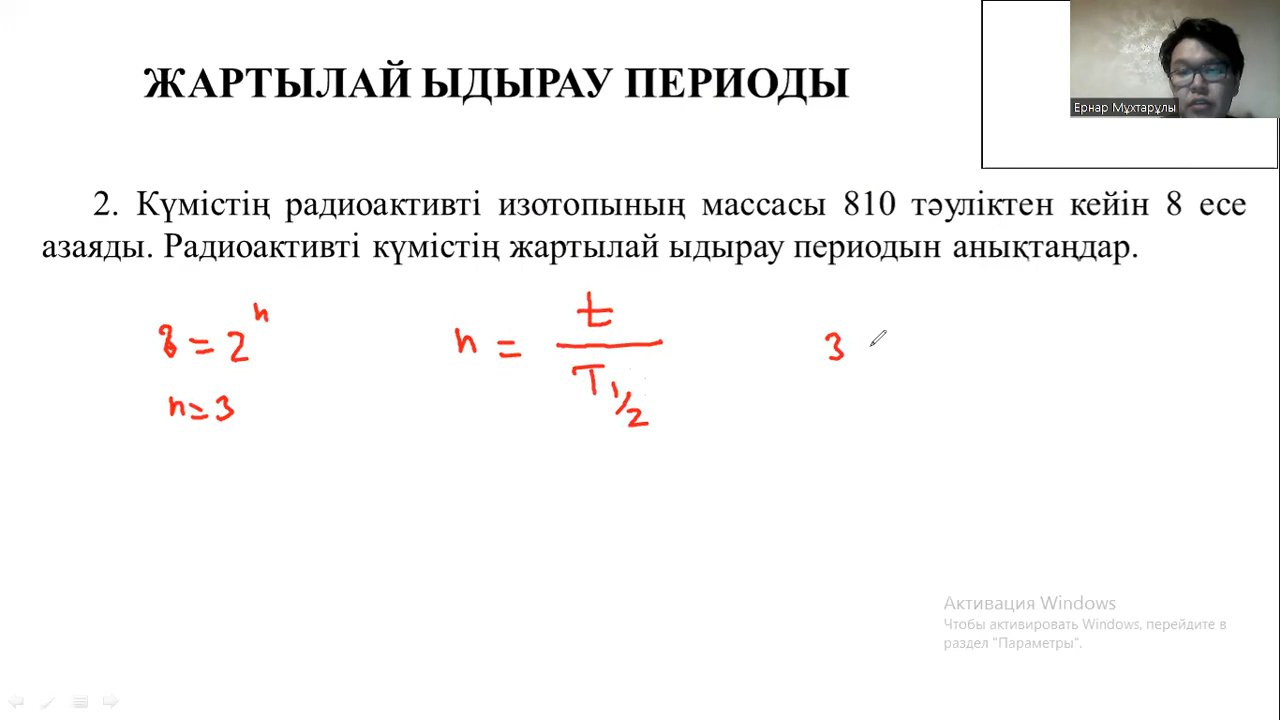 ЖАРТЫЛАЙ ЫДЫРАУ ПЕРИОДЫ
Ернар Мұхтарұлы
2. Күмістің радиоактивті изотопының массасы 810 тәуліктен кейін 8 есе
азаяды. Радиоактивті күмістің жартылай ыдырау периодын анықтаңдар.
8 = 2^n
n = 3
n = t / T 1/2
3
Активация Windows
Чтобы активировать Windows, перейдите в
раздел "Параметры".